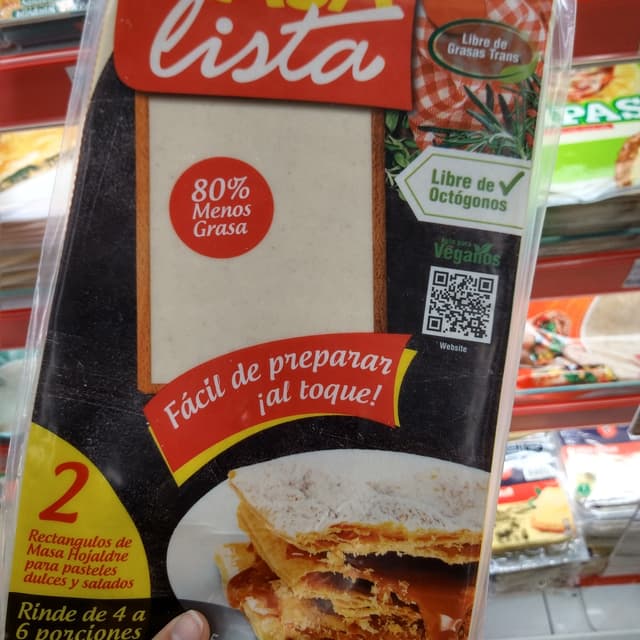 lista
Libre de
Grasas Trans
80%
Menos
Grasa
Libre de
Octógonos
Veganos
Website
Fácil de preparar
¡al toque!
2
Rectangulos de
Masa Hojaldre
para pasteles
dulces y salados
Rinde de 4 a
6 porciones
PAS